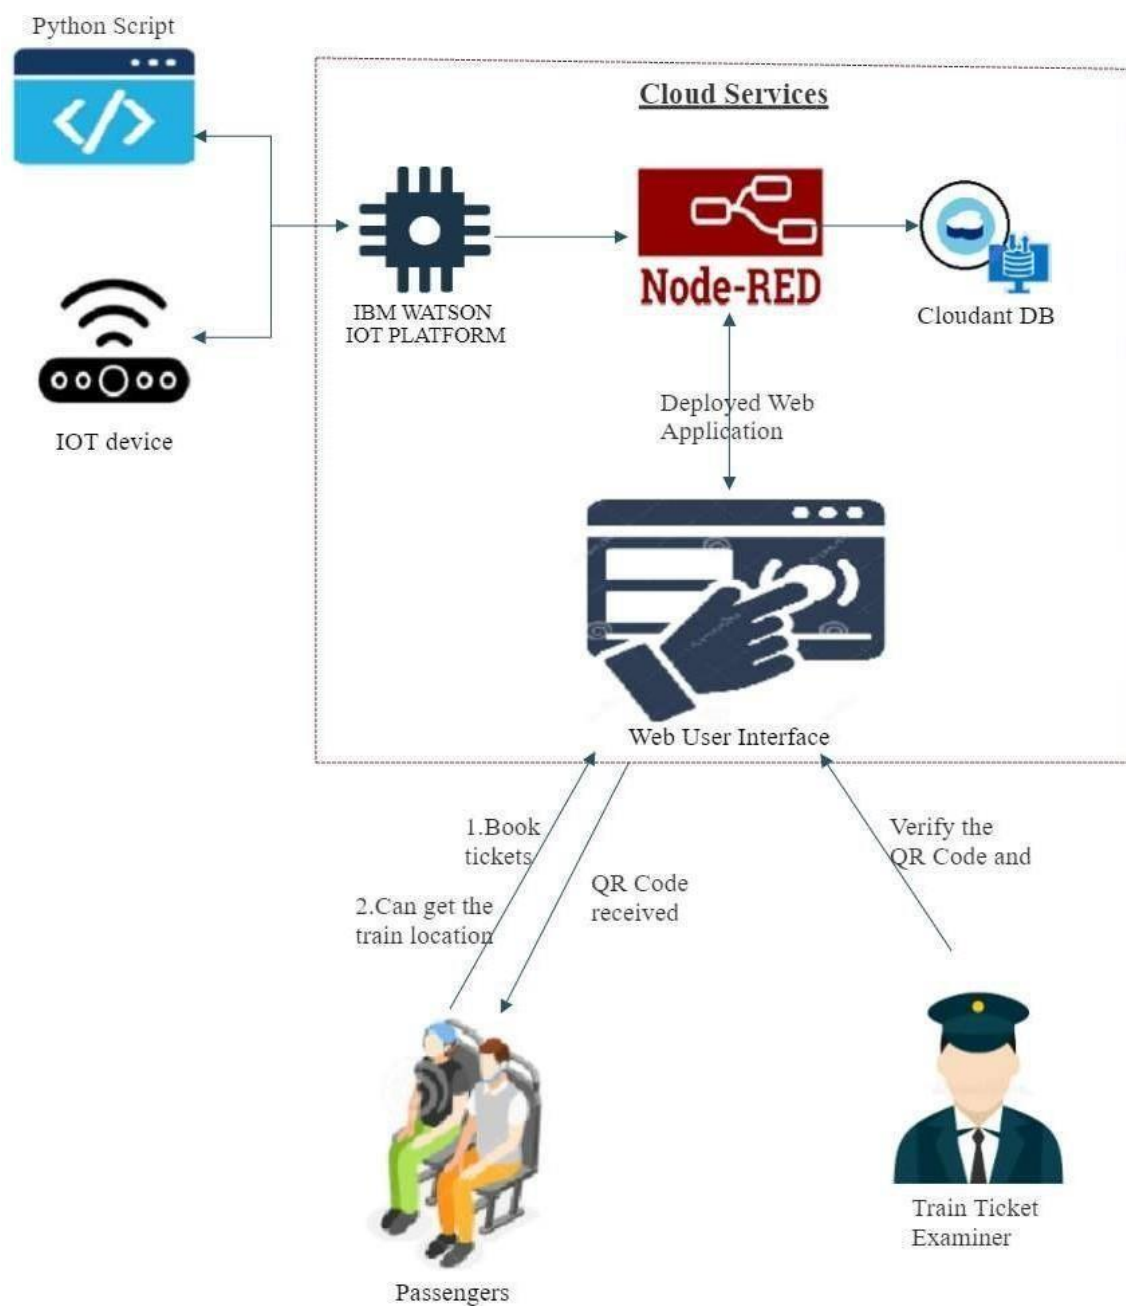 Python Script
Cloud Services
</>
IBM WATSON
IOT PLATFORM
Node-RED
Cloudant DB
IOT device
Deployed Web
Application
Web User Interface
1.Book
tickets
2.Can get the
train location
QR Code
received
Verify the
QR Code and
Passengers
Train Ticket
Examiner